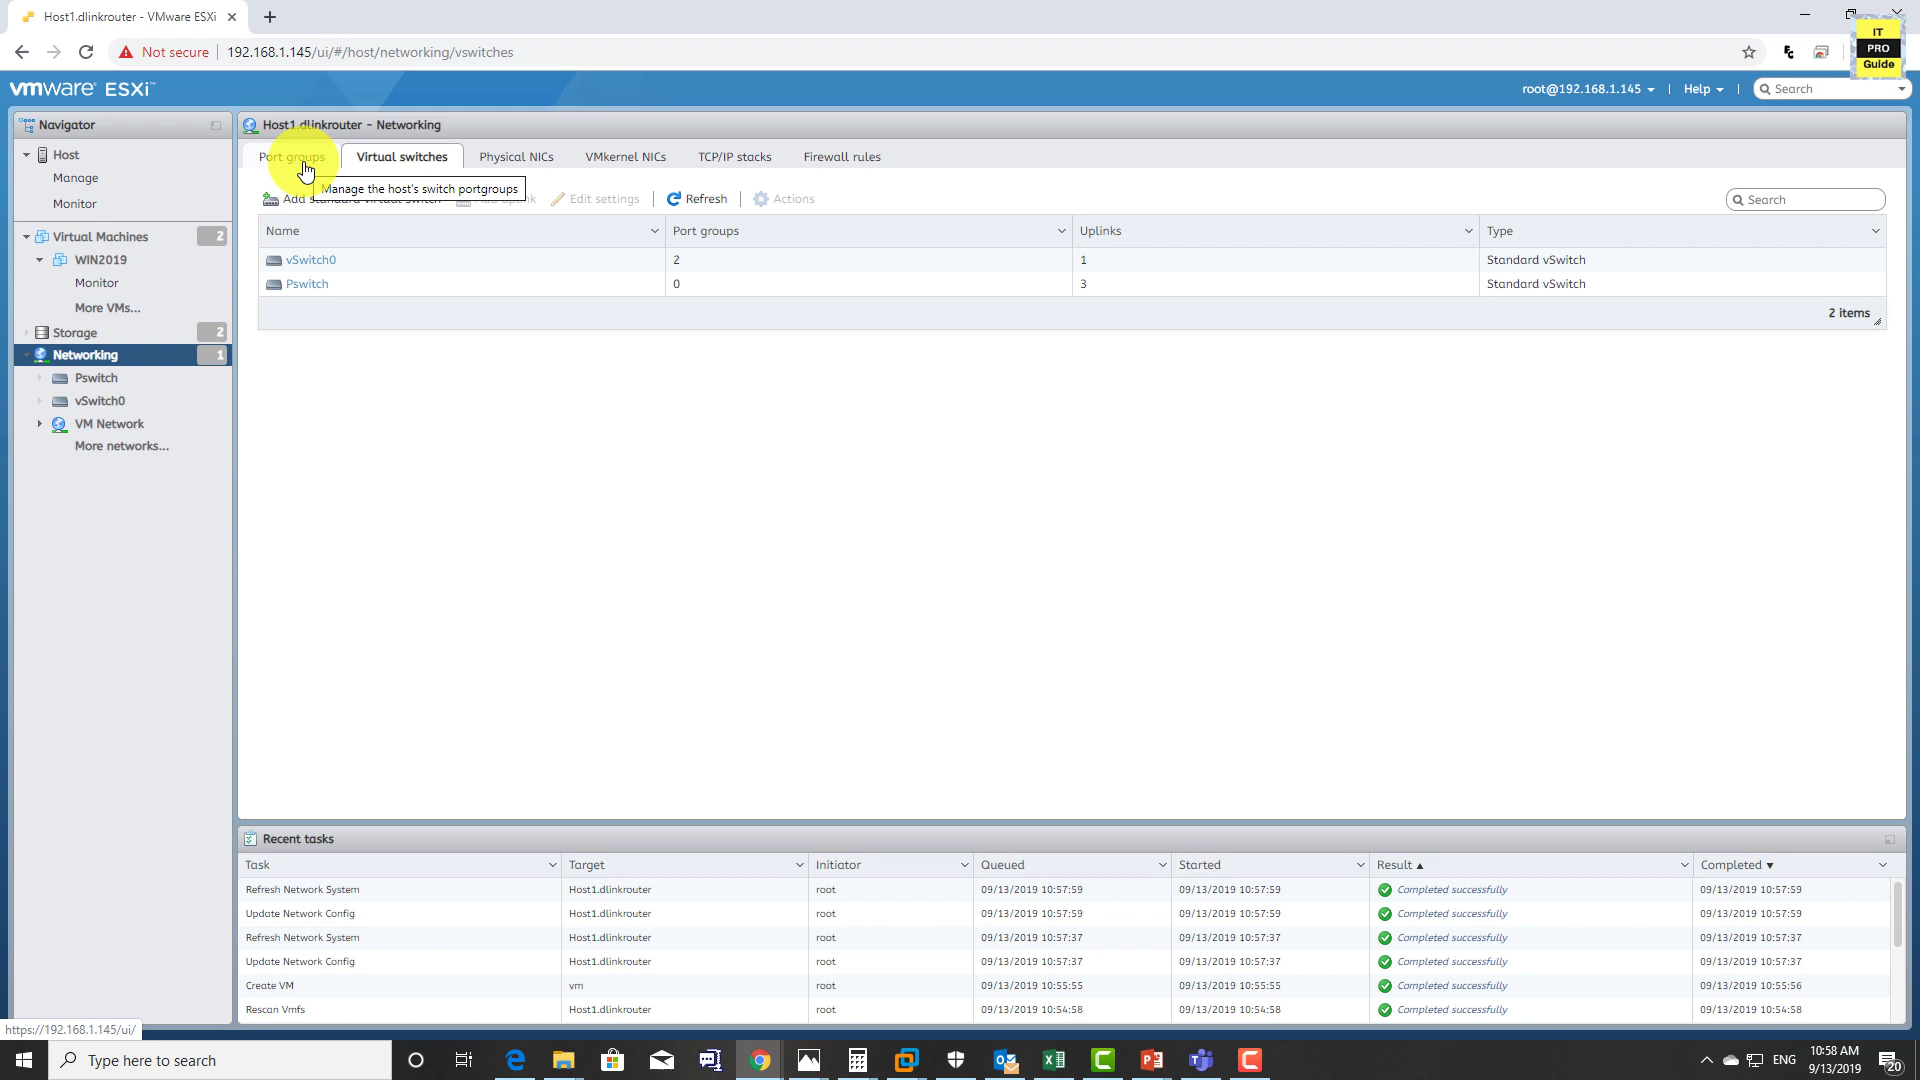 Host1.dlinkrouter - VMware ESXi
Not secure 192.168.1.145/ui/#/host/networking/vswitches
IT
PRO
Guide
vmware ESXi™
root@192.168.1.145 | Help | Search
Navigator
Host
Manage
Monitor
Virtual Machines 2
WIN2019
Monitor
More VMs...
Storage 2
Networking 1
Pswitch
vSwitch0
VM Network
More networks...
Host1.dlinkrouter - Networking
Port groups Virtual switches Physical NICs VMkernel NICs TCP/IP stacks Firewall rules
Manage the host's switch portgroups
Add standard virtual switch Add uplink Edit settings Refresh Actions Search
Name Port groups Uplinks Type
vSwitch0 2 1 Standard vSwitch
Pswitch 0 3 Standard vSwitch
2 items
Recent tasks
Task Target Initiator Queued Started Result ▲ Completed ▼
Refresh Network System Host1.dlinkrouter root 09/13/2019 10:57:59 09/13/2019 10:57:59 Completed successfully 09/13/2019 10:57:59
Update Network Config Host1.dlinkrouter root 09/13/2019 10:57:59 09/13/2019 10:57:59 Completed successfully 09/13/2019 10:57:59
Refresh Network System Host1.dlinkrouter root 09/13/2019 10:57:37 09/13/2019 10:57:37 Completed successfully 09/13/2019 10:57:37
Update Network Config Host1.dlinkrouter root 09/13/2019 10:57:37 09/13/2019 10:57:37 Completed successfully 09/13/2019 10:57:37
Create VM vm root 09/13/2019 10:55:55 09/13/2019 10:55:55 Completed successfully 09/13/2019 10:55:56
Rescan Vmfs Host1.dlinkrouter root 09/13/2019 10:54:58 09/13/2019 10:54:58 Completed successfully 09/13/2019 10:54:58
https://192.168.1.145/ui/
Type here to search
ENG
10:58 AM
9/13/2019
20